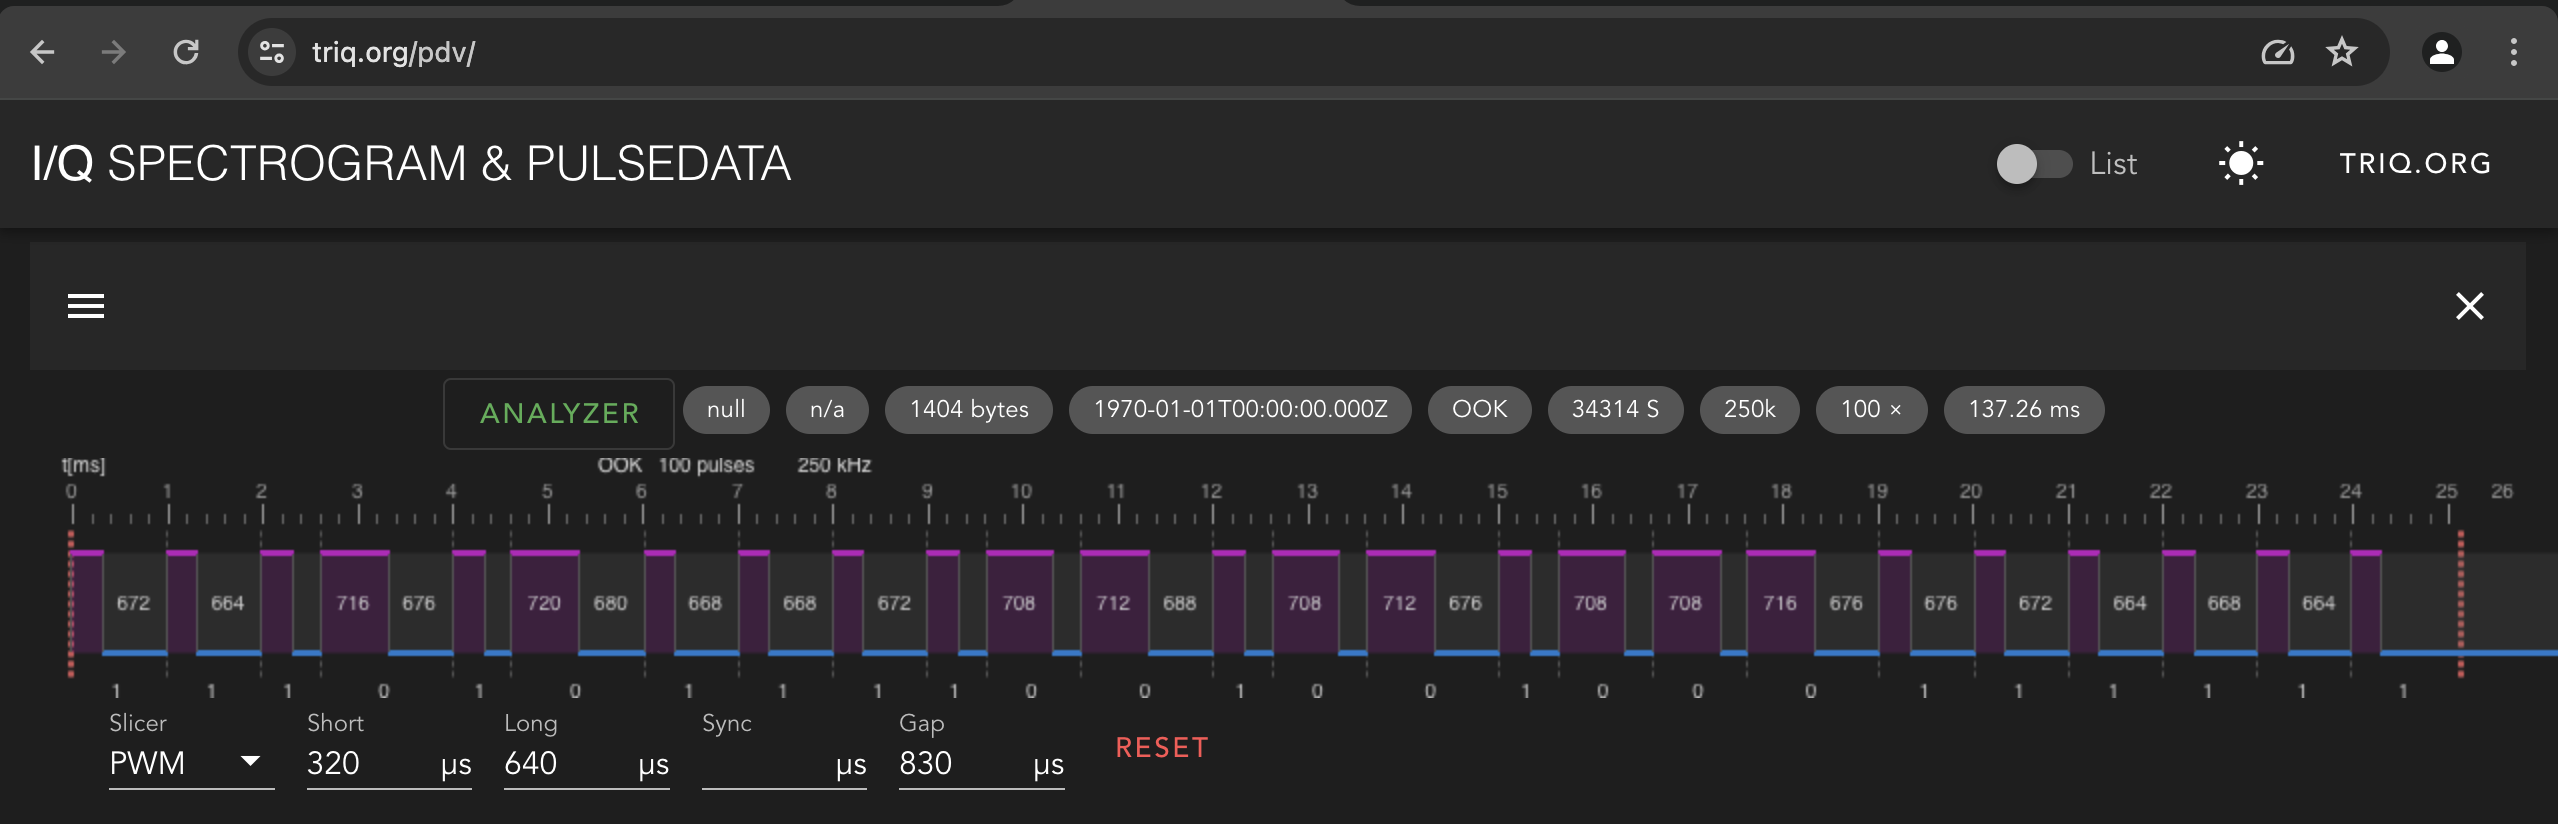 triq.org/pdv/
I/Q SPECTROGRAM & PULSEDATA List TRIQ.ORG
ANALYZER null n/a 1404 bytes 1970-01-01T00:00:00.000Z OOK 34314 S 250k 100 × 137.26 ms
t[ms] OOK 100 pulses 250 kHz
0 1 2 3 4 5 6 7 8 9 10 11 12 13 14 15 16 17 18 19 20 21 22 23 24 25 26
672 664 716 676 720 680 668 668 672 708 712 688 708 712 676 708 708 716 676 676 672 664 668 664
1 1 1 0 1 0 1 1 1 1 0 0 1 0 0 1 0 0 0 1 1 1 1 1 1
Slicer Short Long Sync Gap
PWM 320 µs 640 µs µs 830 µs RESET